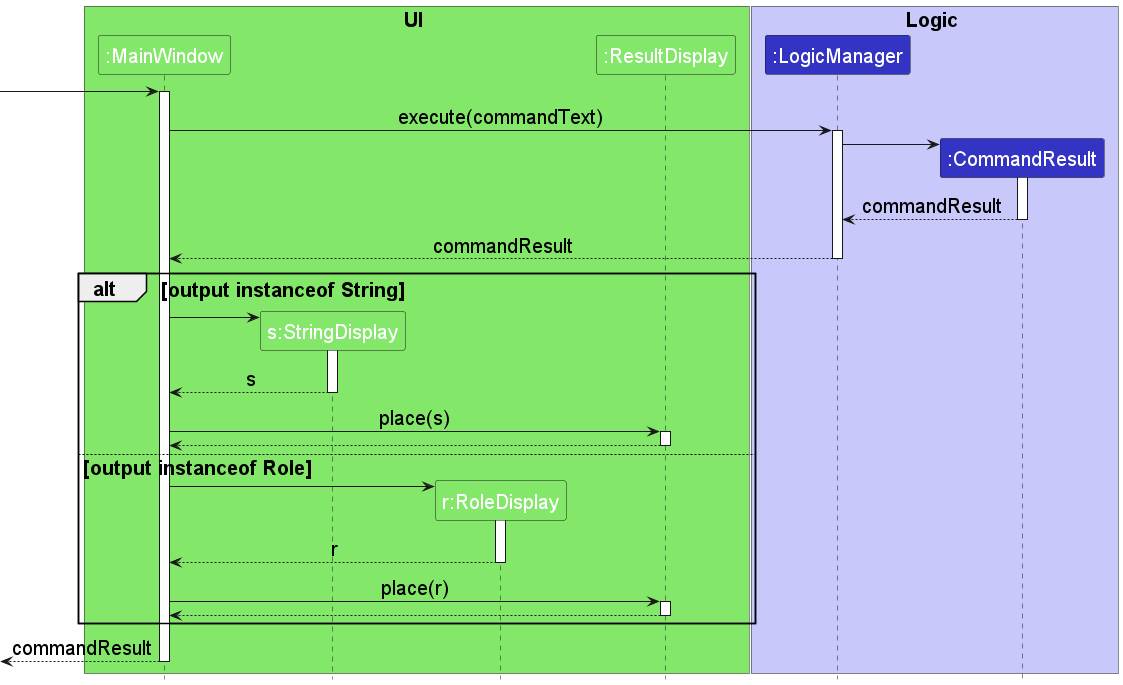 UI
Logic
:MainWindow
:ResultDisplay
:LogicManager
execute(commandText)
:CommandResult
commandResult
commandResult
alt
[output instanceof String]
s:StringDisplay
s
place(s)
[output instanceof Role]
r:RoleDisplay
r
place(r)
commandResult